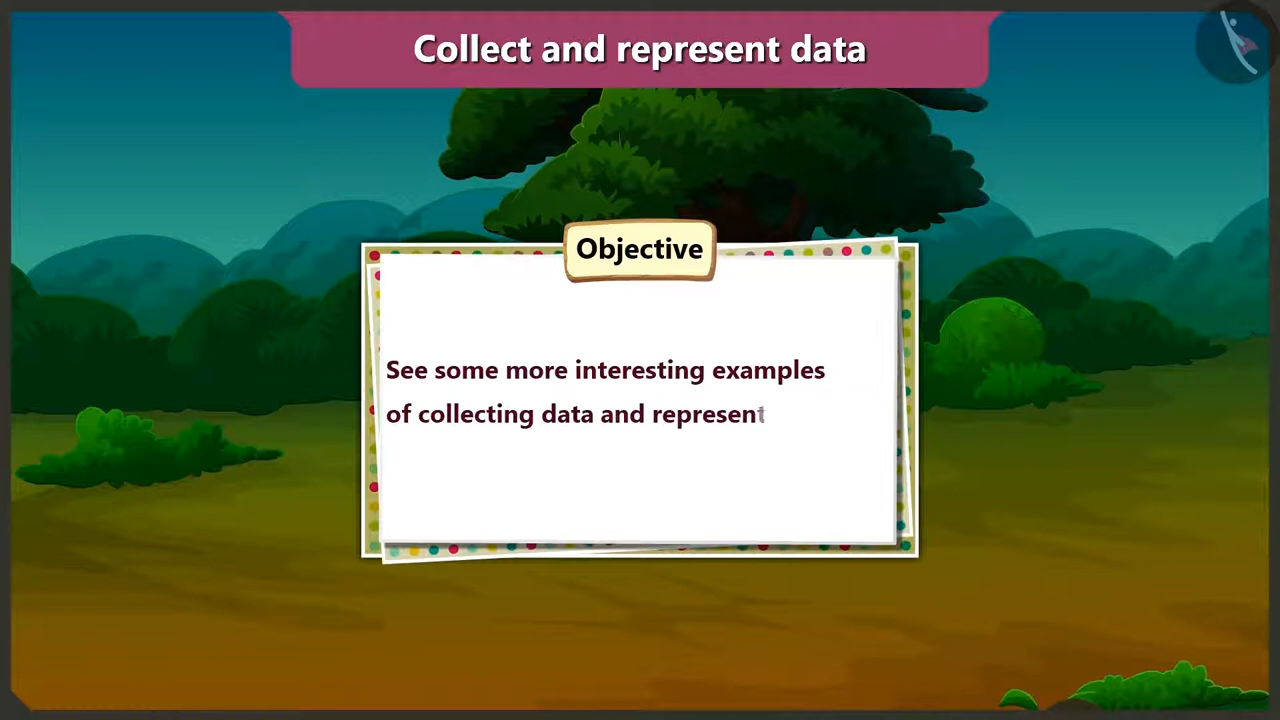 Collect and represent data
Objective
See some more interesting examples
of collecting data and represent